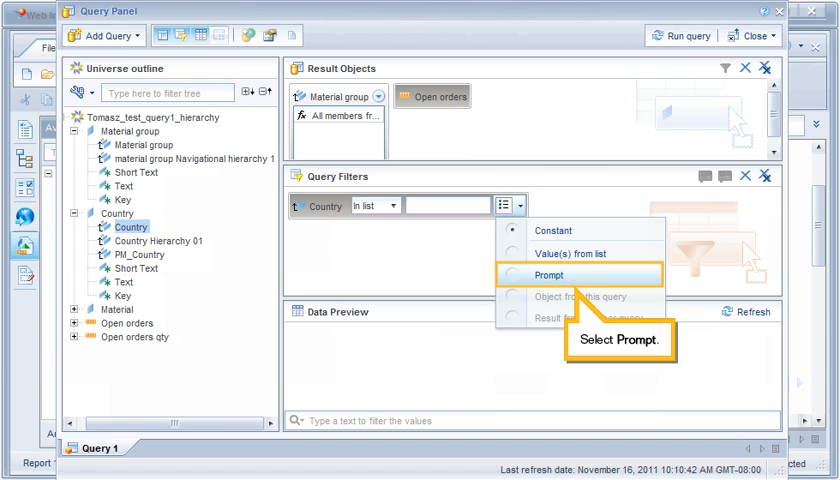 Web In
Query Panel
File
Add Query
Run query
Close
Universe outline
Type here to filter tree
Tomasz_test_query1_hierarchy
Material group
Material group
material group Navigational hierarchy 1
Short Text
Text
Key
Country
Country
Country Hierarchy 01
PM_Country
Short Text
Text
Key
Material
Open orders
Open orders qty
Result Objects
Material group
Open orders
fx All members fr...
Query Filters
Country In list
Constant
Value(s) from list
Prompt
Object from this query
Select Prompt.
Data Preview
Refresh
Type a text to filter the values
Query 1
Report
Last refresh date: November 16, 2011 10:10:42 AM GMT-08:00